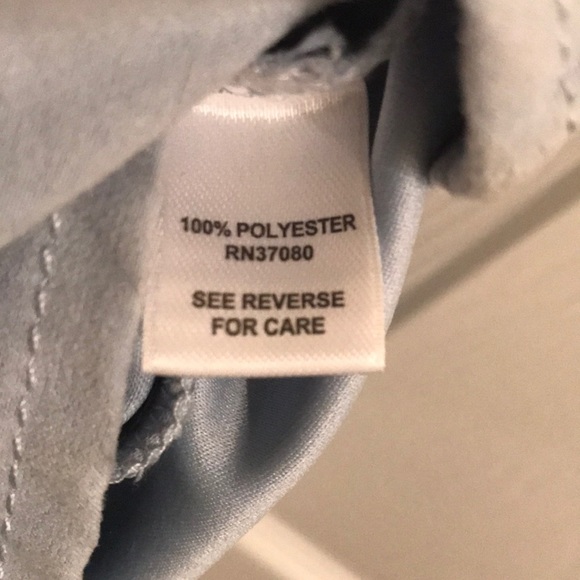 100% POLYESTER
RN37080
SEE REVERSE
FOR CARE